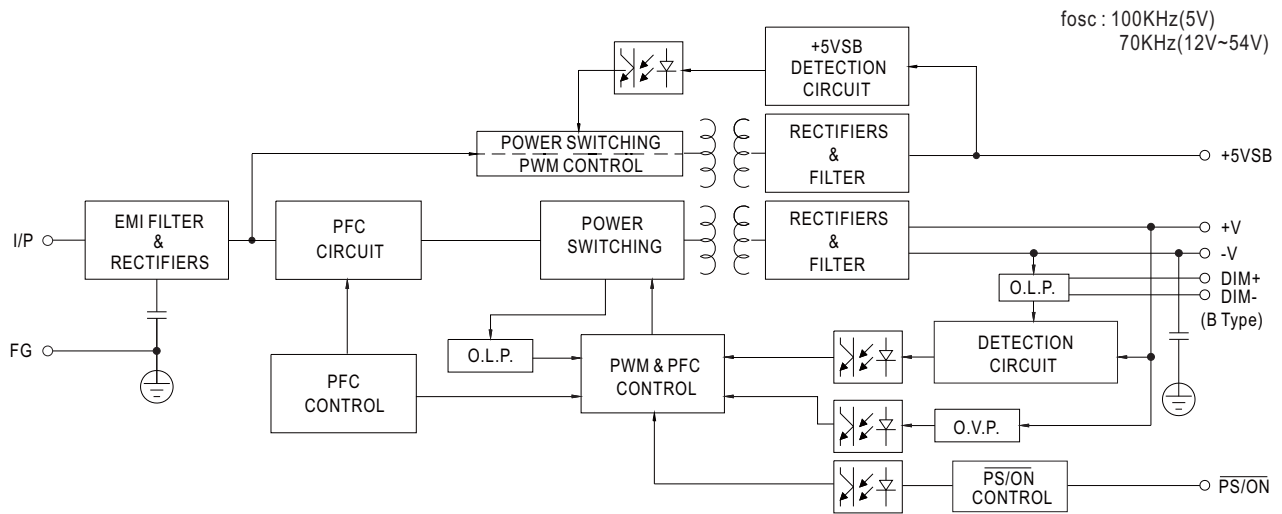 fosc : 100KHz(5V)
70KHz(12V~54V)
+5VSB
DETECTION
CIRCUIT
POWER SWITCHING
PWM CONTROL
RECTIFIERS
&
FILTER
+5VSB
I/P
EMI FILTER
&
RECTIFIERS
PFC
CIRCUIT
POWER
SWITCHING
RECTIFIERS
&
FILTER
+V
-V
O.L.P.
DIM+
DIM-
(B Type)
FG
O.L.P.
PFC
CONTROL
PWM & PFC
CONTROL
DETECTION
CIRCUIT
O.V.P.
PS/ON
CONTROL
PS/ON